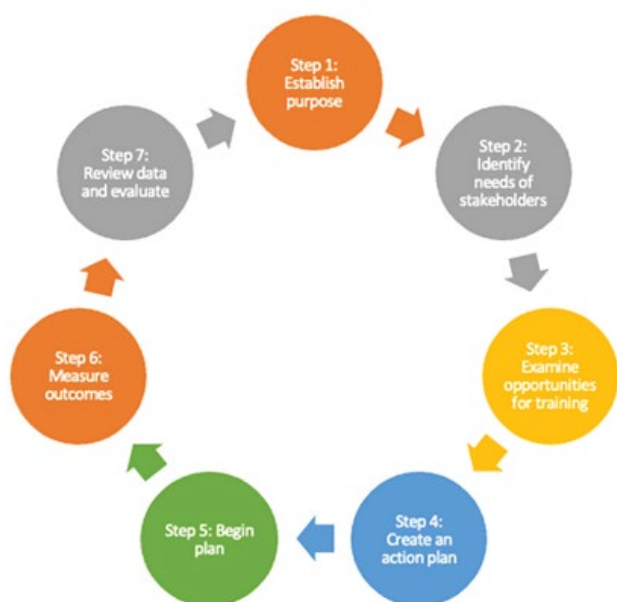 Step 1:
Establish
purpose
Step 2:
Identify
needs of
stakeholders
Step 3:
Examine
opportunities
for training
Step 4:
Create an
action plan
Step 5: Begin
plan
Step 6:
Measure
outcomes
Step 7:
Review data
and evaluate